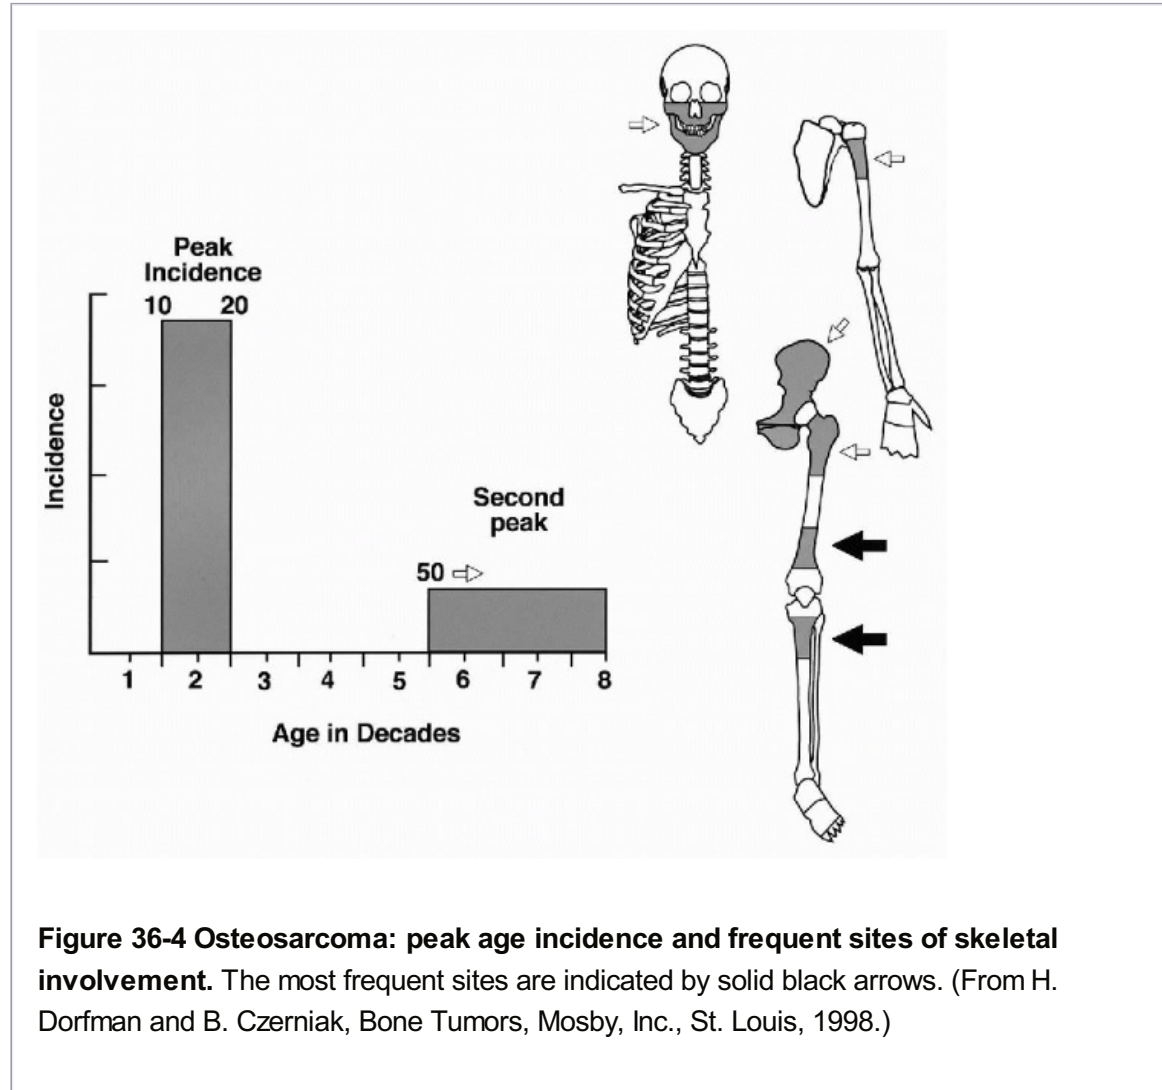 Peak
Incidence
10 20
Incidence
Second
peak
50
1 2 3 4 5 6 7 8
Age in Decades
Figure 36-4 Osteosarcoma: peak age incidence and frequent sites of skeletal
involvement. The most frequent sites are indicated by solid black arrows. (From H.
Dorfman and B. Czerniak, Bone Tumors, Mosby, Inc., St. Louis, 1998.)